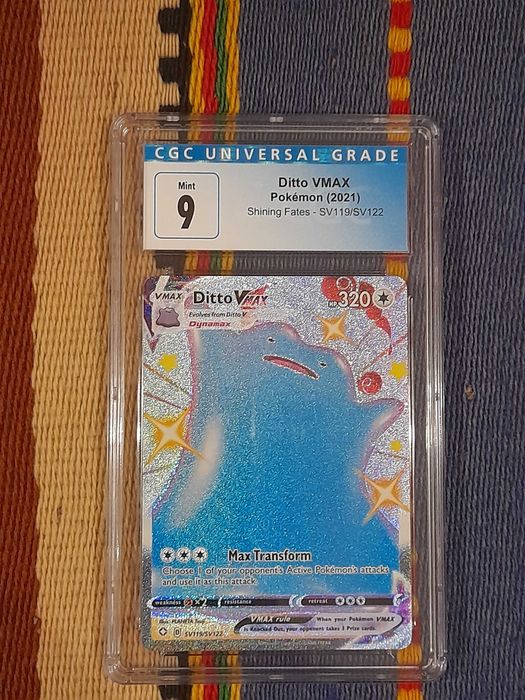 CGC UNIVERSAL GRADE
Mint
9
Ditto VMAX
Pokémon (2021)
Shining Fates - SV119/SV122
VMAX
Ditto VMAX
HP 320
Evolves from Ditto V
Dynamax
Max Transform
Choose 1 of your opponent's Active Pokémon's attacks
and use it as this attack.
weakness ×2 resistance retreat
VMAX rule When your Pokémon VMAX
is Knocked Out, your opponent takes 3 Prize cards.
Illus. PLANETA
D SV119/SV122